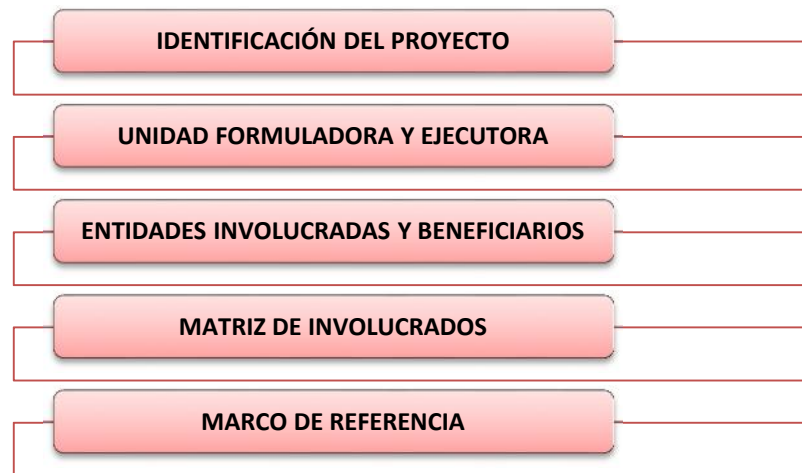 IDENTIFICACIÓN DEL PROYECTO
UNIDAD FORMULADORA Y EJECUTORA
ENTIDADES INVOLUCRADAS Y BENEFICIARIOS
MATRIZ DE INVOLUCRADOS
MARCO DE REFERENCIA